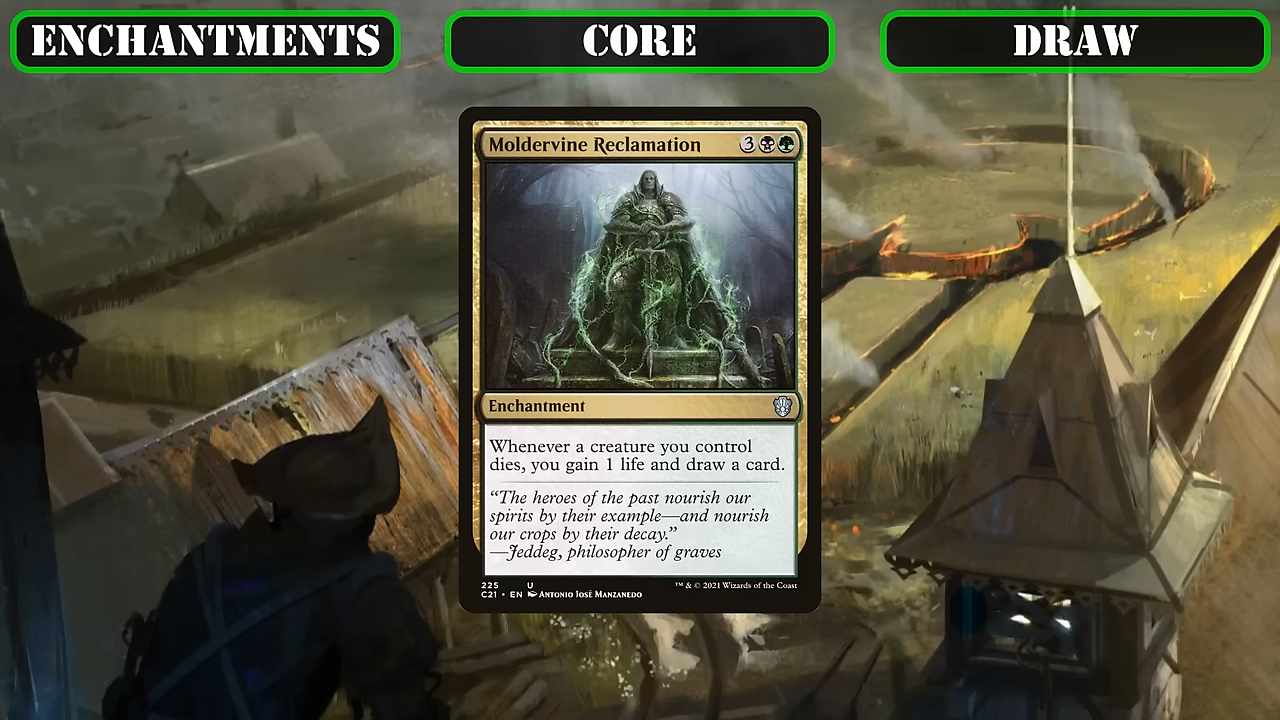 ENCHANTMENTS
CORE
DRAW
Moldervine Reclamation 3
Enchantment
Whenever a creature you control
dies, you gain 1 life and draw a card.
“The heroes of the past nourish our
spirits by their example—and nourish
our crops by their decay.”
—Jeddeg, philosopher of graves
225 U
C21 • EN Antonio José Manzanedo
™ & © 2021 Wizards of the Coast